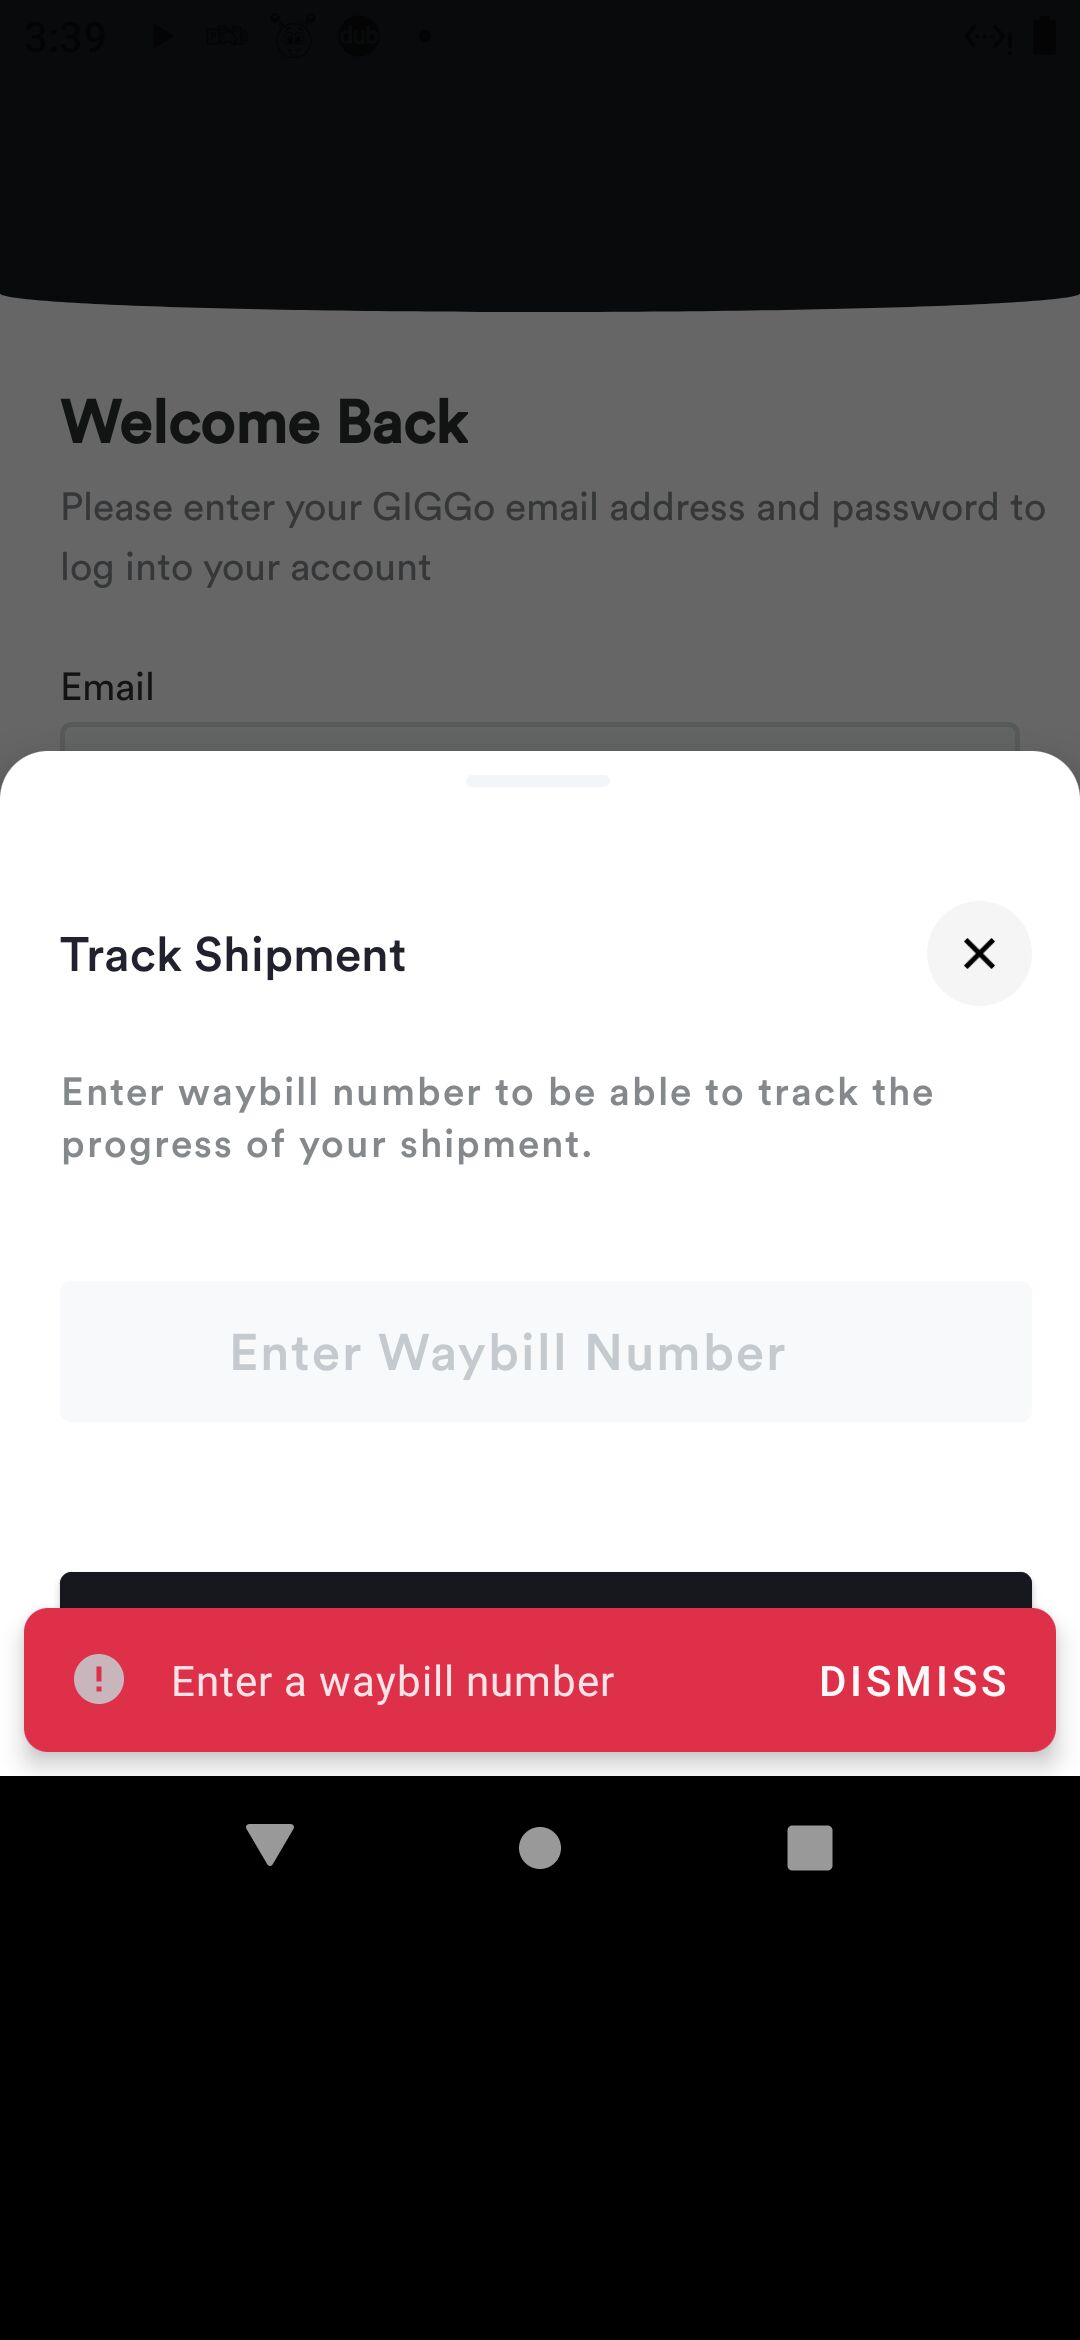 3:39
dub
Welcome Back
Please enter your GIGGo email address and password to
log into your account
Email
Track Shipment
Enter waybill number to be able to track the
progress of your shipment.
Enter Waybill Number
Enter a waybill number
DISMISS